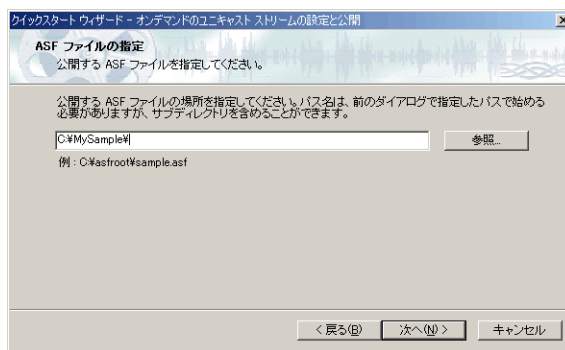 クイックスタート ウィザード - オンデマンドのユニキャスト ストリームの設定と公開
ASF ファイルの指定
公開する ASF ファイルを指定してください。
公開する ASF ファイルの場所を指定してください。パス名は、前のダイアログで指定したパスで始める
必要がありますが、サブディレクトリを含めることができます。
C:¥MySample¥
参照...
例 : C:¥asfroot¥sample.asf
< 戻る(B)
次へ(N) >
キャンセル